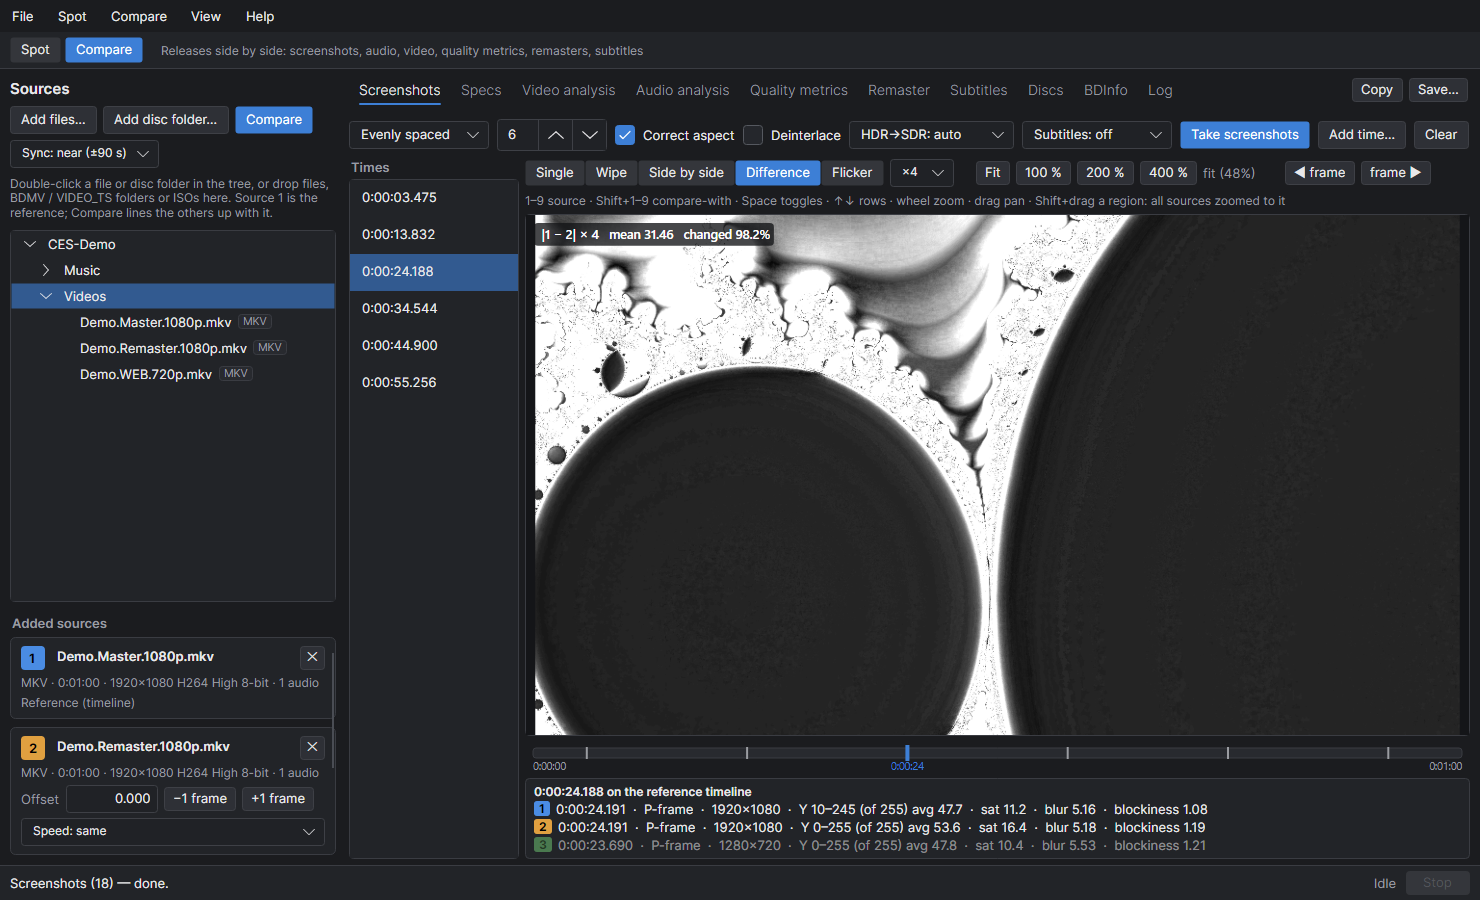 File Spot Compare View Help
Spot Compare Releases side by side: screenshots, audio, video, quality metrics, remasters, subtitles
Sources
Add files... Add disc folder... Compare
Sync: near (±90 s)
Double-click a file or disc folder in the tree, or drop files,
BDMV / VIDEO_TS folders or ISOs here. Source 1 is the
reference; Compare lines the others up with it.
CES-Demo
Music
Videos
Demo.Master.1080p.mkv MKV
Demo.Remaster.1080p.mkv MKV
Demo.WEB.720p.mkv MKV
Added sources
1 Demo.Master.1080p.mkv
MKV · 0:01:00 · 1920×1080 H264 High 8-bit · 1 audio
Reference (timeline)
2 Demo.Remaster.1080p.mkv
MKV · 0:01:00 · 1920×1080 H264 High 8-bit · 1 audio
Offset 0.000 −1 frame +1 frame
Speed: same
Screenshots Specs Video analysis Audio analysis Quality metrics Remaster Subtitles Discs BDInfo Log Copy Save...
Evenly spaced 6 Correct aspect Deinterlace HDR→SDR: auto Subtitles: off Take screenshots Add time... Clear
Times
0:00:03.475
0:00:13.832
0:00:24.188
0:00:34.544
0:00:44.900
0:00:55.256
Single Wipe Side by side Difference Flicker ×4 Fit 100 % 200 % 400 % fit (48%) ◀ frame frame ▶
1–9 source · Shift+1–9 compare-with · Space toggles · ↑↓ rows · wheel zoom · drag pan · Shift+drag a region: all sources zoomed to it
|1 − 2| × 4 mean 31.46 changed 98.2%
0:00:00 0:00:24 0:01:00
0:00:24.188 on the reference timeline
1 0:00:24.191 · P-frame · 1920×1080 · Y 10–245 (of 255) avg 47.7 · sat 11.2 · blur 5.16 · blockiness 1.08
2 0:00:24.191 · P-frame · 1920×1080 · Y 0–255 (of 255) avg 53.6 · sat 16.4 · blur 5.18 · blockiness 1.19
3 0:00:23.690 · P-frame · 1280×720 · Y 0–255 (of 255) avg 47.8 · sat 10.4 · blur 5.53 · blockiness 1.21
Screenshots (18) — done. Idle Stop